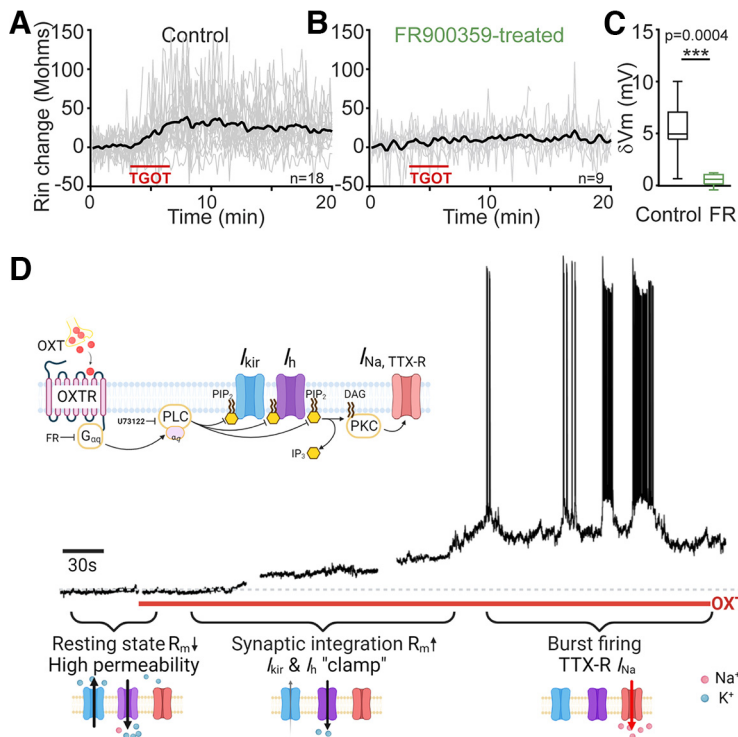 A
Control
Rin change (Mohms)
150
100
50
0
-50
TGOT
n=18
0
10
20
Time (min)
B
FR900359-treated
150
100
50
0
-50
TGOT
n=9
0
10
20
Time (min)
C
p=0.0004
***
δVm (mV)
15
10
5
0
Control FR
D
OXT
OXTR
FR
Gαq
U73122
PLC
αq
PIP2
Ikir
Ih
PIP2
IP3
DAG
PKC
INa, TTX-R
30s
OXT
Resting state Rm↓
High permeability
Synaptic integration Rm↑
Ikir & Ih "clamp"
Burst firing
TTX-R INa
Na+
K+